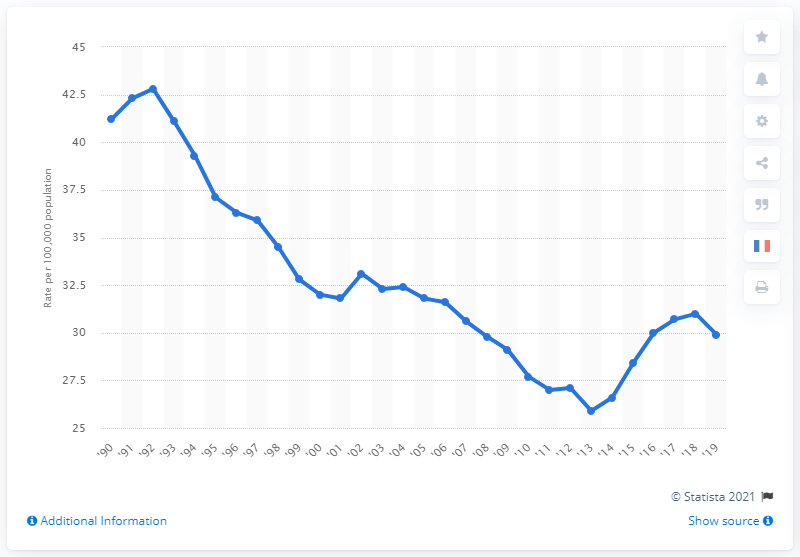 45
42.5
40
37.5
35
32.5
30
27.5
25
Rate per 100,000 population
'90 '91 '92 '93 '94 '95 '96 '97 '98 '99 '00 '01 '02 '03 '04 '05 '06 '07 '08 '09 '10 '11 '12 '13 '14 '15 '16 '17 '18 '19
© Statista 2021
Additional Information
Show source